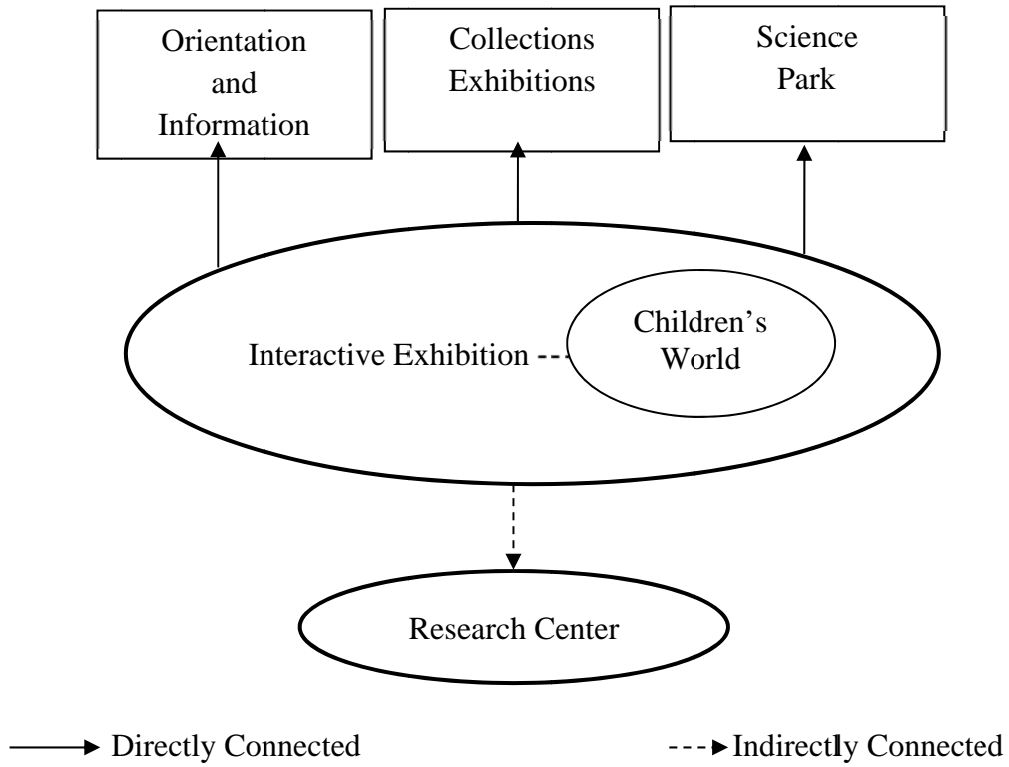 Orientation
and
Information
Collections
Exhibitions
Science
Park
Interactive Exhibition
Children’s
World
Research Center
Directly Connected
Indirectly Connected